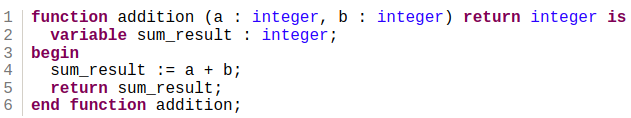 1 function addition (a : integer, b : integer) return integer is
2   variable sum_result : integer;
3 begin
4   sum_result := a + b;
5   return sum_result;
6 end function addition;